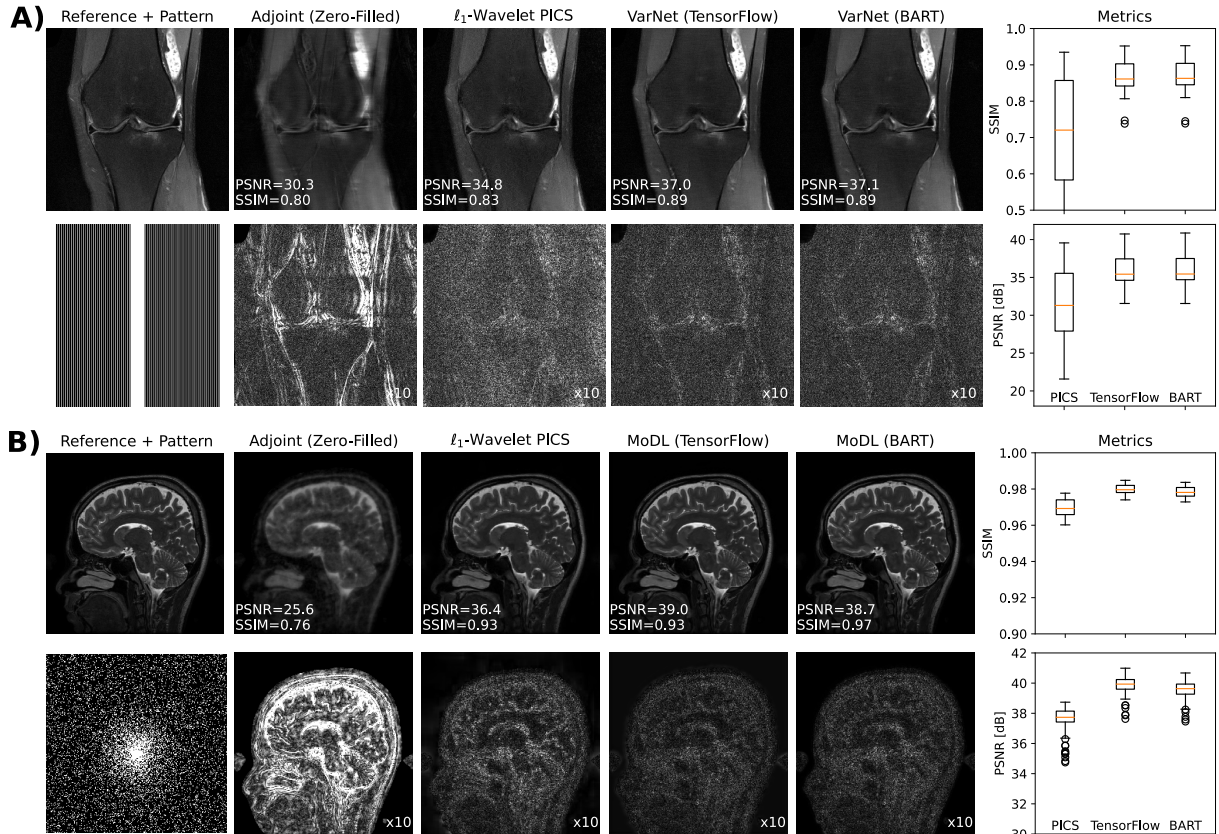 A)
Reference + Pattern Adjoint (Zero-Filled) ℓ₁-Wavelet PICS VarNet (TensorFlow) VarNet (BART) Metrics
PSNR=30.3
SSIM=0.80
PSNR=34.8
SSIM=0.83
PSNR=37.0
SSIM=0.89
PSNR=37.1
SSIM=0.89
1.0
0.9
0.8
0.7
0.6
0.5
SSIM
x10 x10 x10 x10
40
35
30
25
20
PSNR [dB]
PICS TensorFlow BART
B)
Reference + Pattern Adjoint (Zero-Filled) ℓ₁-Wavelet PICS MoDL (TensorFlow) MoDL (BART) Metrics
PSNR=25.6
SSIM=0.76
PSNR=36.4
SSIM=0.93
PSNR=39.0
SSIM=0.93
PSNR=38.7
SSIM=0.97
1.00
0.98
0.96
0.94
0.92
0.90
SSIM
x10 x10 x10 x10
42
40
38
36
34
32
30
PSNR [dB]
PICS TensorFlow BART